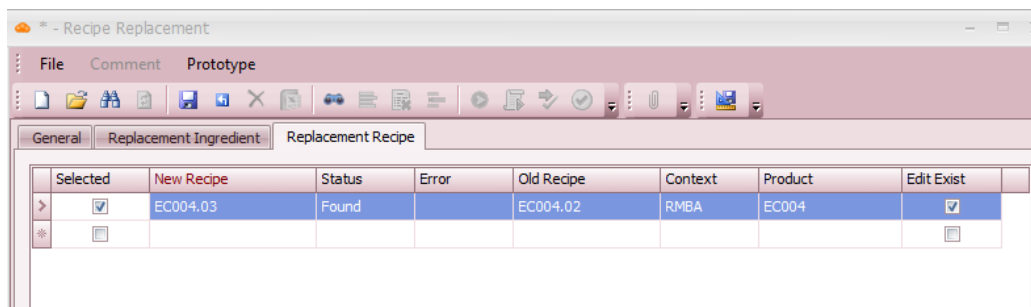 * - Recipe Replacement
File Comment Prototype
General Replacement Ingredient Replacement Recipe
Selected New Recipe Status Error Old Recipe Context Product Edit Exist
EC004.03 Found EC004.02 RMBA EC004